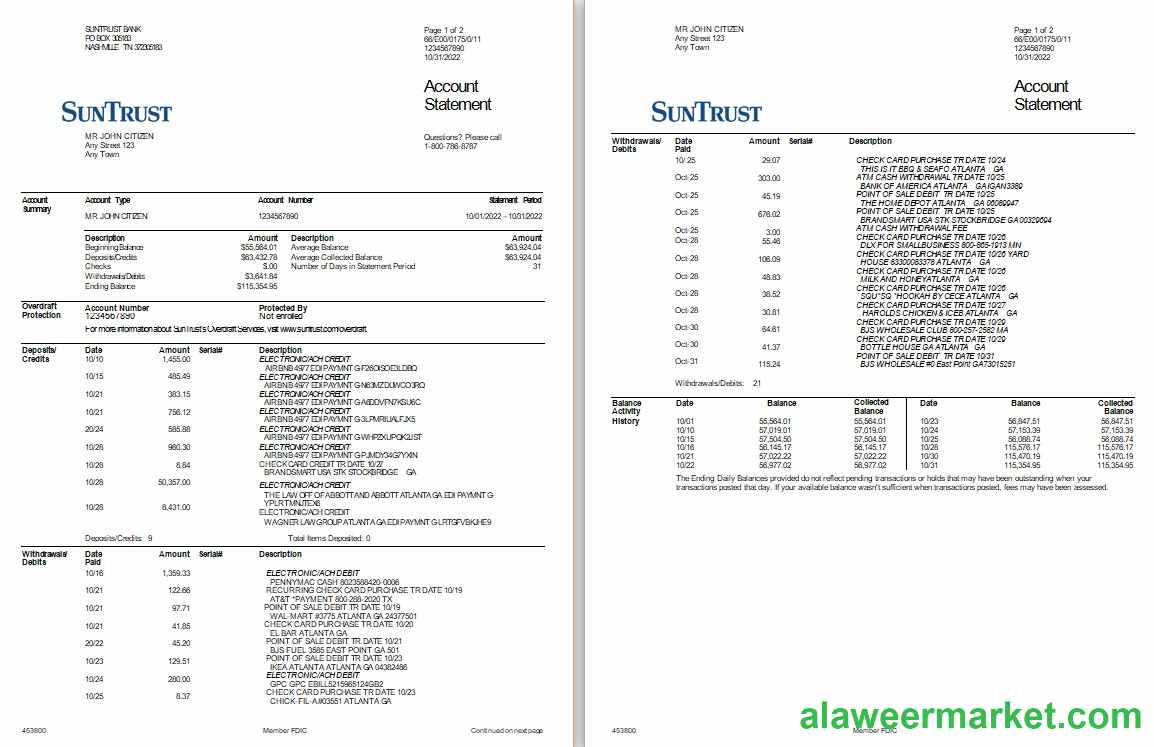 SUNTRUST BANK
PO BOX 305183
NASHVILLE TN 372305183
Page 1 of 2
66/E00/0175/0/11
1234567890
10/31/2022
Account
Statement
SUNTRUST
MR JOHN CITIZEN
Any Street 123
Any Town
Questions? Please call
1-800-786-8787
Account Summary Account Type Account Number Statement Period
MR JOHN CITIZEN 1234567890 10/01/2022 - 10/31/2022
Description Amount Description Amount
Beginning Balance $55,564.01 Average Balance $63,924.04
Deposits/Credits $63,432.78 Average Collected Balance $63,924.04
Checks $.00 Number of Days in Statement Period 31
Withdrawals/Debits $3,641.84
Ending Balance $115,354.95
Overdraft Protection Account Number Protected By
1234567890 Not enrolled
For more information about SunTrust's Overdraft Services, visit www.suntrust.com/overdraft.
Deposits/ Credits Date Amount Serial# Description
10/10 1,455.00 ELECTRONIC/ACH CREDIT
AIRBNB 4977 EDI PAYMNT G-F26OISOE3LDBQ
10/15 485.49 ELECTRONIC/ACH CREDIT
AIRBNB 4977 EDI PAYMNT G-N63MZDUWCO3RQ
10/21 383.15 ELECTRONIC/ACH CREDIT
AIRBNB 4977 EDI PAYMNT G-A6DDVFN7KSU6C
10/21 756.12 ELECTRONIC/ACH CREDIT
AIRBNB 4977 EDI PAYMNT G-3LPMRIUALFJX5
20/24 585.88 ELECTRONIC/ACH CREDIT
AIRBNB 4977 EDI PAYMNT G-WHPZXUPOK2JST
10/28 960.30 ELECTRONIC/ACH CREDIT
AIRBNB 4977 EDI PAYMNT G-PJMDY34G7YXIN
10/28 8.84 CHECK CARD CREDIT TR DATE 10/27
BRANDSMART USA STK STOCKBRIDGE GA
10/28 50,357.00 ELECTRONIC/ACH CREDIT
THE LAW OFF OF ABBOTT AND ABBOTT ATLANTA GA EDI PAYMNT G
YPLRTMNJTEX6
10/28 8,431.00 ELECTRONIC/ACH CREDIT
WAGNER LAW GROUP ATLANTA GA EDI PAYMNT G-LRTGFVBKJHE9
Deposits/Credits: 9 Total Items Deposited: 0
Withdrawals/ Debits Date Paid Amount Serial# Description
10/16 1,359.33 ELECTRONIC/ACH DEBIT
PENNYMAC CASH 8023588420-0006
10/21 122.66 RECURRING CHECK CARD PURCHASE TR DATE 10/19
AT&T *PAYMENT 800-288-2020 TX
10/21 97.71 POINT OF SALE DEBIT TR DATE 10/19
WAL-MART #3775 ATLANTA GA 24377501
10/21 41.85 CHECK CARD PURCHASE TR DATE 10/20
EL BAR ATLANTA GA
20/22 45.20 POINT OF SALE DEBIT TR DATE 10/21
BJS FUEL 3585 EAST POINT GA 501
10/23 129.51 POINT OF SALE DEBIT TR DATE 10/23
IKEA ATLANTA ATLANTA GA 04382486
10/24 280.00 ELECTRONIC/ACH DEBIT
GPC GPC EBILL5215965124GB2
10/25 8.37 CHECK CARD PURCHASE TR DATE 10/23
CHICK-FIL-A #03551 ATLANTA GA
453800 Member FDIC Continued on next page
MR JOHN CITIZEN
Any Street 123
Any Town
Page 1 of 2
66/E00/0175/0/11
1234567890
10/31/2022
Account
Statement
SUNTRUST
Withdrawals/ Debits Date Paid Amount Serial# Description
10/ 25 29.07 CHECK CARD PURCHASE TR DATE 10/24
THIS IS IT BBQ & SEAFO ATLANTA GA
Oct-25 303.00 ATM CASH WITHDRAWAL TR DATE 10/25
BANK OF AMERICA ATLANTA GA IGAN3389
Oct-25 45.19 POINT OF SALE DEBIT TR DATE 10/25
THE HOME DEPOT ATLANTA GA 96089947
Oct-25 676.02 POINT OF SALE DEBIT TR DATE 10/25
BRANDSMART USA STK STOCKBRIDGE GA 00329694
Oct-25 3.00 ATM CASH WITHDRAWAL FEE
Oct-28 55.46 CHECK CARD PURCHASE TR DATE 10/26
DLX FOR SMALLBUSINESS 800-865-1913 MN
Oct-28 106.09 CHECK CARD PURCHASE TR DATE 10/26 YARD
HOUSE 83300083378 ATLANTA GA
Oct-28 48.83 CHECK CARD PURCHASE TR DATE 10/26
MILK AND HONEY ATLANTA GA
Oct-28 38.52 CHECK CARD PURCHASE TR DATE 10/26
SQU*SQ *HOOKAH BY CECE ATLANTA GA
Oct-28 30.81 CHECK CARD PURCHASE TR DATE 10/27
HAROLDS CHICKEN & ICEB ATLANTA GA
Oct-30 64.61 CHECK CARD PURCHASE TR DATE 10/29
BJS WHOLESALE CLUB 800-257-2582 MA
Oct-30 41.37 CHECK CARD PURCHASE TR DATE 10/29
BOTTLE HOUSE GA ATLANTA GA
Oct-31 115.24 POINT OF SALE DEBIT TR DATE 10/31
BJS WHOLESALE #0 East Point GA73015251
Withdrawals/Debits: 21
Balance Activity History Date Balance Collected Balance Date Balance Collected Balance
10/01 55,564.01 55,564.01 10/23 56,847.51 56,847.51
10/10 57,019.01 57,019.01 10/24 57,153.39 57,153.39
10/15 57,504.50 57,504.50 10/25 56,088.74 56,088.74
10/16 56,145.17 56,145.17 10/28 115,576.17 115,576.17
10/21 57,022.22 57,022.22 10/30 115,470.19 115,470.19
10/22 56,977.02 56,977.02 10/31 115,354.95 115,354.95
The Ending Daily Balances provided do not reflect pending transactions or holds that may have been outstanding when your
transactions posted that day. If your available balance wasn't sufficient when transactions posted, fees may have been assessed.
alaweermarket.com
453800 Member FDIC